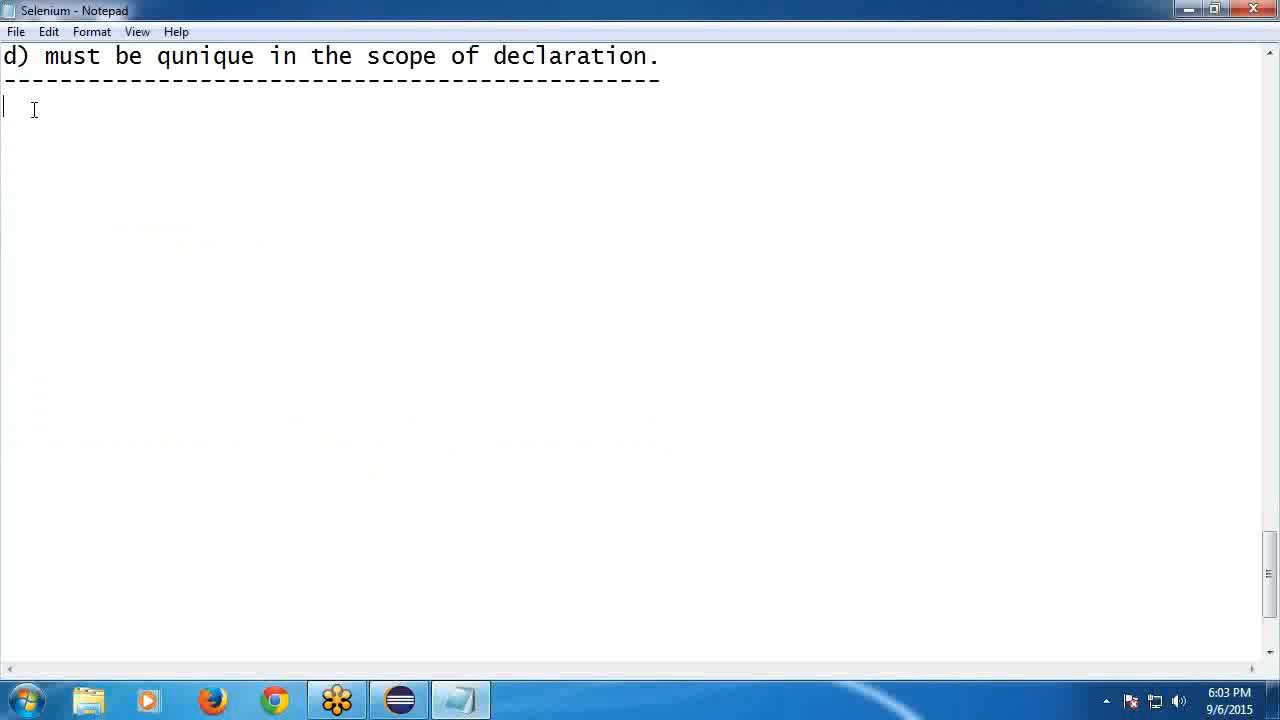 Selenium - Notepad
File Edit Format View Help
d) must be qunique in the scope of declaration.
-----------------------------------------------
6:03 PM
9/6/2015